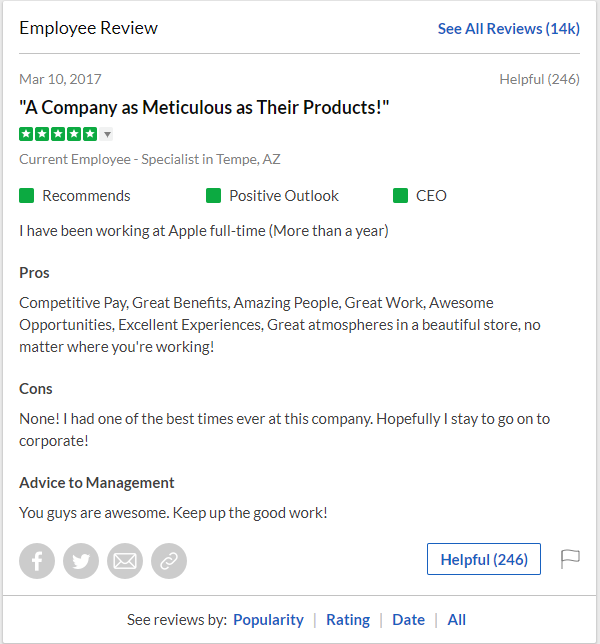 Employee Review
See All Reviews (14k)
Mar 10, 2017
Helpful (246)
"A Company as Meticulous as Their Products!"
Current Employee - Specialist in Tempe, AZ
Recommends
Positive Outlook
CEO
I have been working at Apple full-time (More than a year)
Pros
Competitive Pay, Great Benefits, Amazing People, Great Work, Awesome
Opportunities, Excellent Experiences, Great atmospheres in a beautiful store, no
matter where you're working!
Cons
None! I had one of the best times ever at this company. Hopefully I stay to go on to
corporate!
Advice to Management
You guys are awesome. Keep up the good work!
Helpful (246)
See reviews by: Popularity | Rating | Date | All